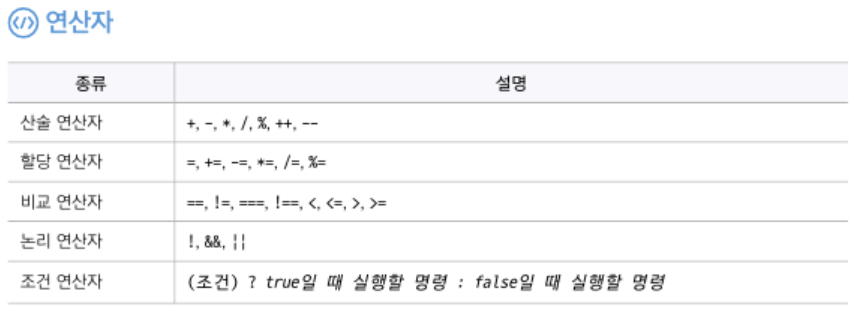 연산자
종류 설명
산술 연산자 +, -, *, /, %, ++, --
할당 연산자 =, +=, -=, *=, /=, %=
비교 연산자 ==, !=, ===, !==, <, <=, >, >=
논리 연산자 !, &&, ||
조건 연산자 (조건) ? true일 때 실행할 명령 : false일 때 실행할 명령